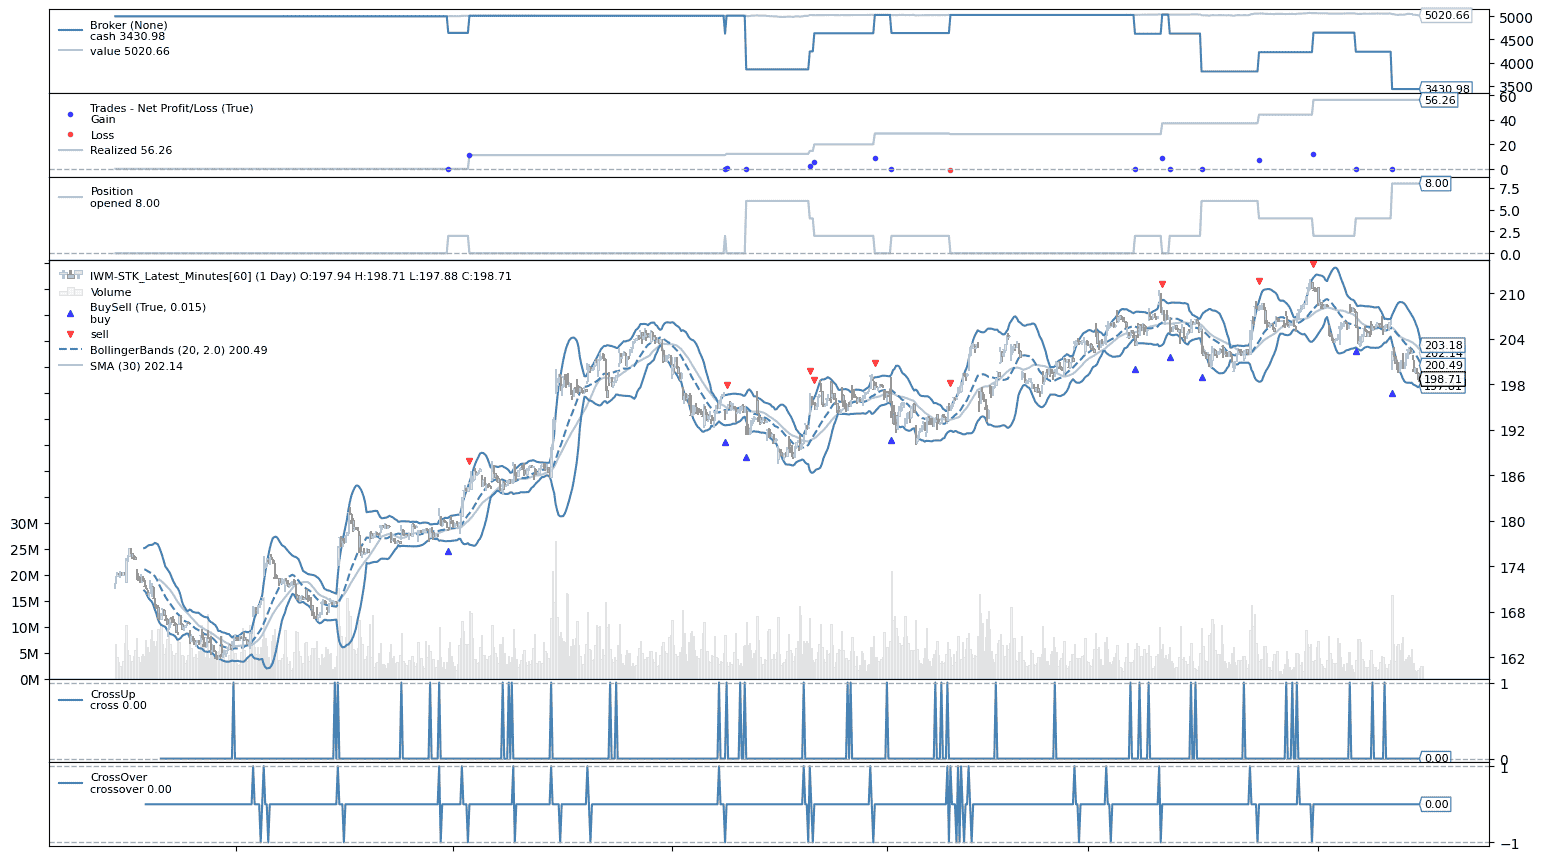 Broker (None)
cash 3430.98
value 5020.66
5020.66
5000
4500
4000
3500
3430.98
Trades - Net Profit/Loss (True)
Gain
Loss
Realized 56.26
60
56.26
40
20
0
Position
opened 8.00
8.00
7.5
5.0
2.5
0.0
IWM-STK_Latest_Minutes[60] (1 Day) O:197.94 H:198.71 L:197.88 C:198.71
Volume
BuySell (True, 0.015)
buy
sell
BollingerBands (20, 2.0) 200.49
SMA (30) 202.14
210
204
203.18
202.14
200.49
198.71
198
192
186
180
174
168
162
30M
25M
20M
15M
10M
5M
0M
CrossUp
cross 0.00
1
0
0.00
CrossOver
crossover 0.00
1
0.00
−1